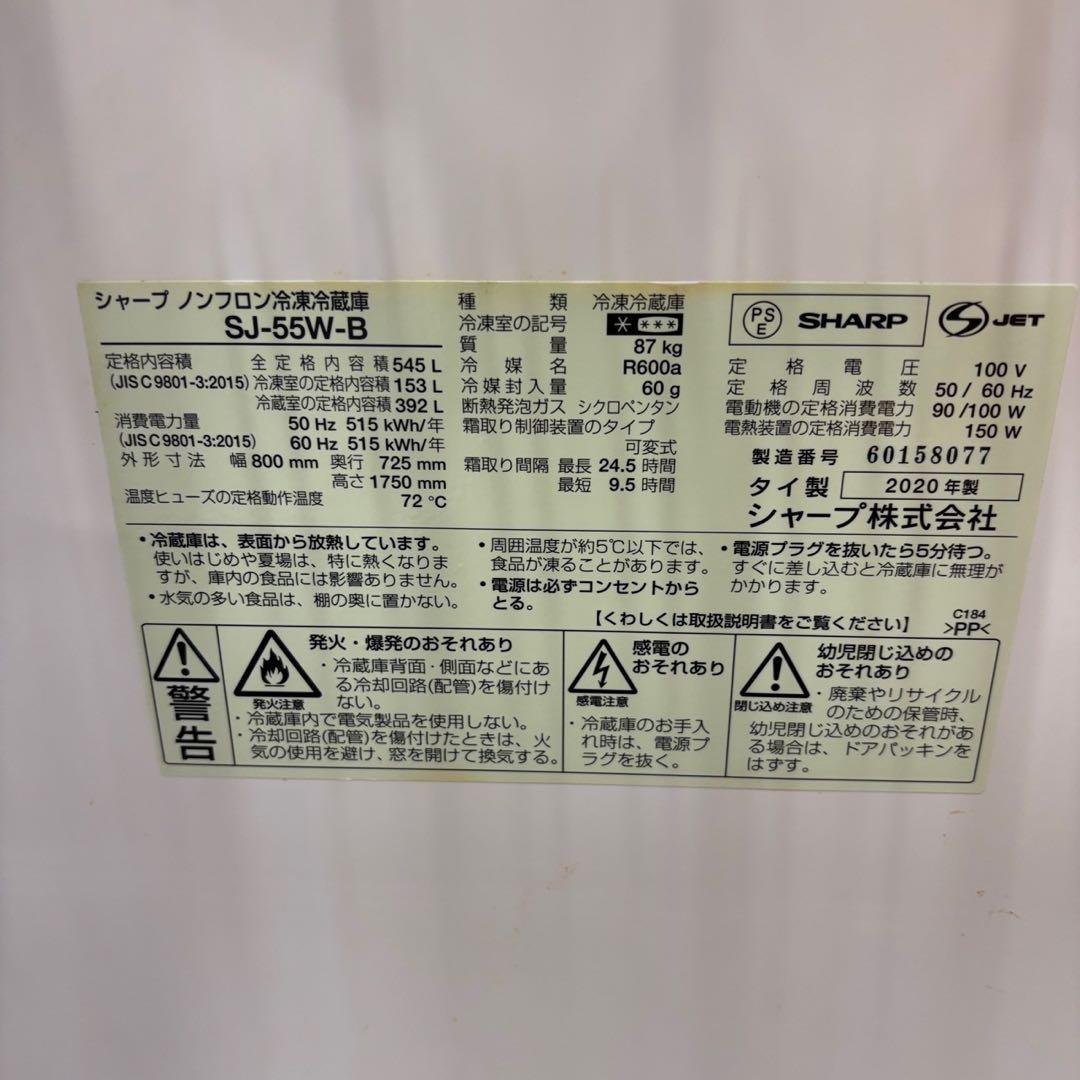 シャープ ノンフロン冷凍冷蔵庫
SJ-55W-B
定格内容積 全定格内容積 545 L
(JIS C 9801-3:2015) 冷凍室の定格内容積 153 L
冷蔵室の定格内容積 392 L
消費電力量 50 Hz 515 kWh/年
(JIS C 9801-3:2015) 60 Hz 515 kWh/年
外形寸法 幅 800 mm 奥行 725 mm
高さ 1750 mm
温度ヒューズの定格動作温度 72 ℃
種類 冷凍冷蔵庫
冷凍室の記号 * ***
質量 87 kg
冷媒名 R600a
冷媒封入量 60 g
断熱発泡ガス シクロペンタン
霜取り制御装置のタイプ
可変式
霜取り間隔 最長 24.5 時間
最短 9.5 時間
PS
E
SHARP
S JET
定格電圧 100 V
定格周波数 50 / 60 Hz
電動機の定格消費電力 90 /100 W
電熱装置の定格消費電力 150 W
製造番号 60158077
タイ製 2020 年製
シャープ株式会社
・冷蔵庫は、表面から放熱しています。
使いはじめや夏場は、特に熱くなりま
すが、庫内の食品には影響ありません。
・水気の多い食品は、棚の奥に置かない。
・周囲温度が約5℃以下では、
食品が凍ることがあります。
・電源は必ずコンセントから
とる。
・電源プラグを抜いたら5分待つ。
すぐに差し込むと冷蔵庫に無理が
かかります。
【くわしくは取扱説明書をご覧ください】
C184
>PP<
警告
発火注意
発火・爆発のおそれあり
・冷蔵庫背面・側面などにあ
る冷却回路(配管)を傷付け
ない。
・冷蔵庫内で電気製品を使用しない。
・冷却回路(配管)を傷付けたときは、火
気の使用を避け、窓を開けて換気する。
感電注意
感電の
おそれあり
・冷蔵庫のお手入
れ時は、電源プ
ラグを抜く。
閉じ込め注意
幼児閉じ込めの
おそれあり
・廃棄やリサイクル
のための保管時、
幼児閉じ込めのおそれがあ
る場合は、ドアパッキンを
はずす。